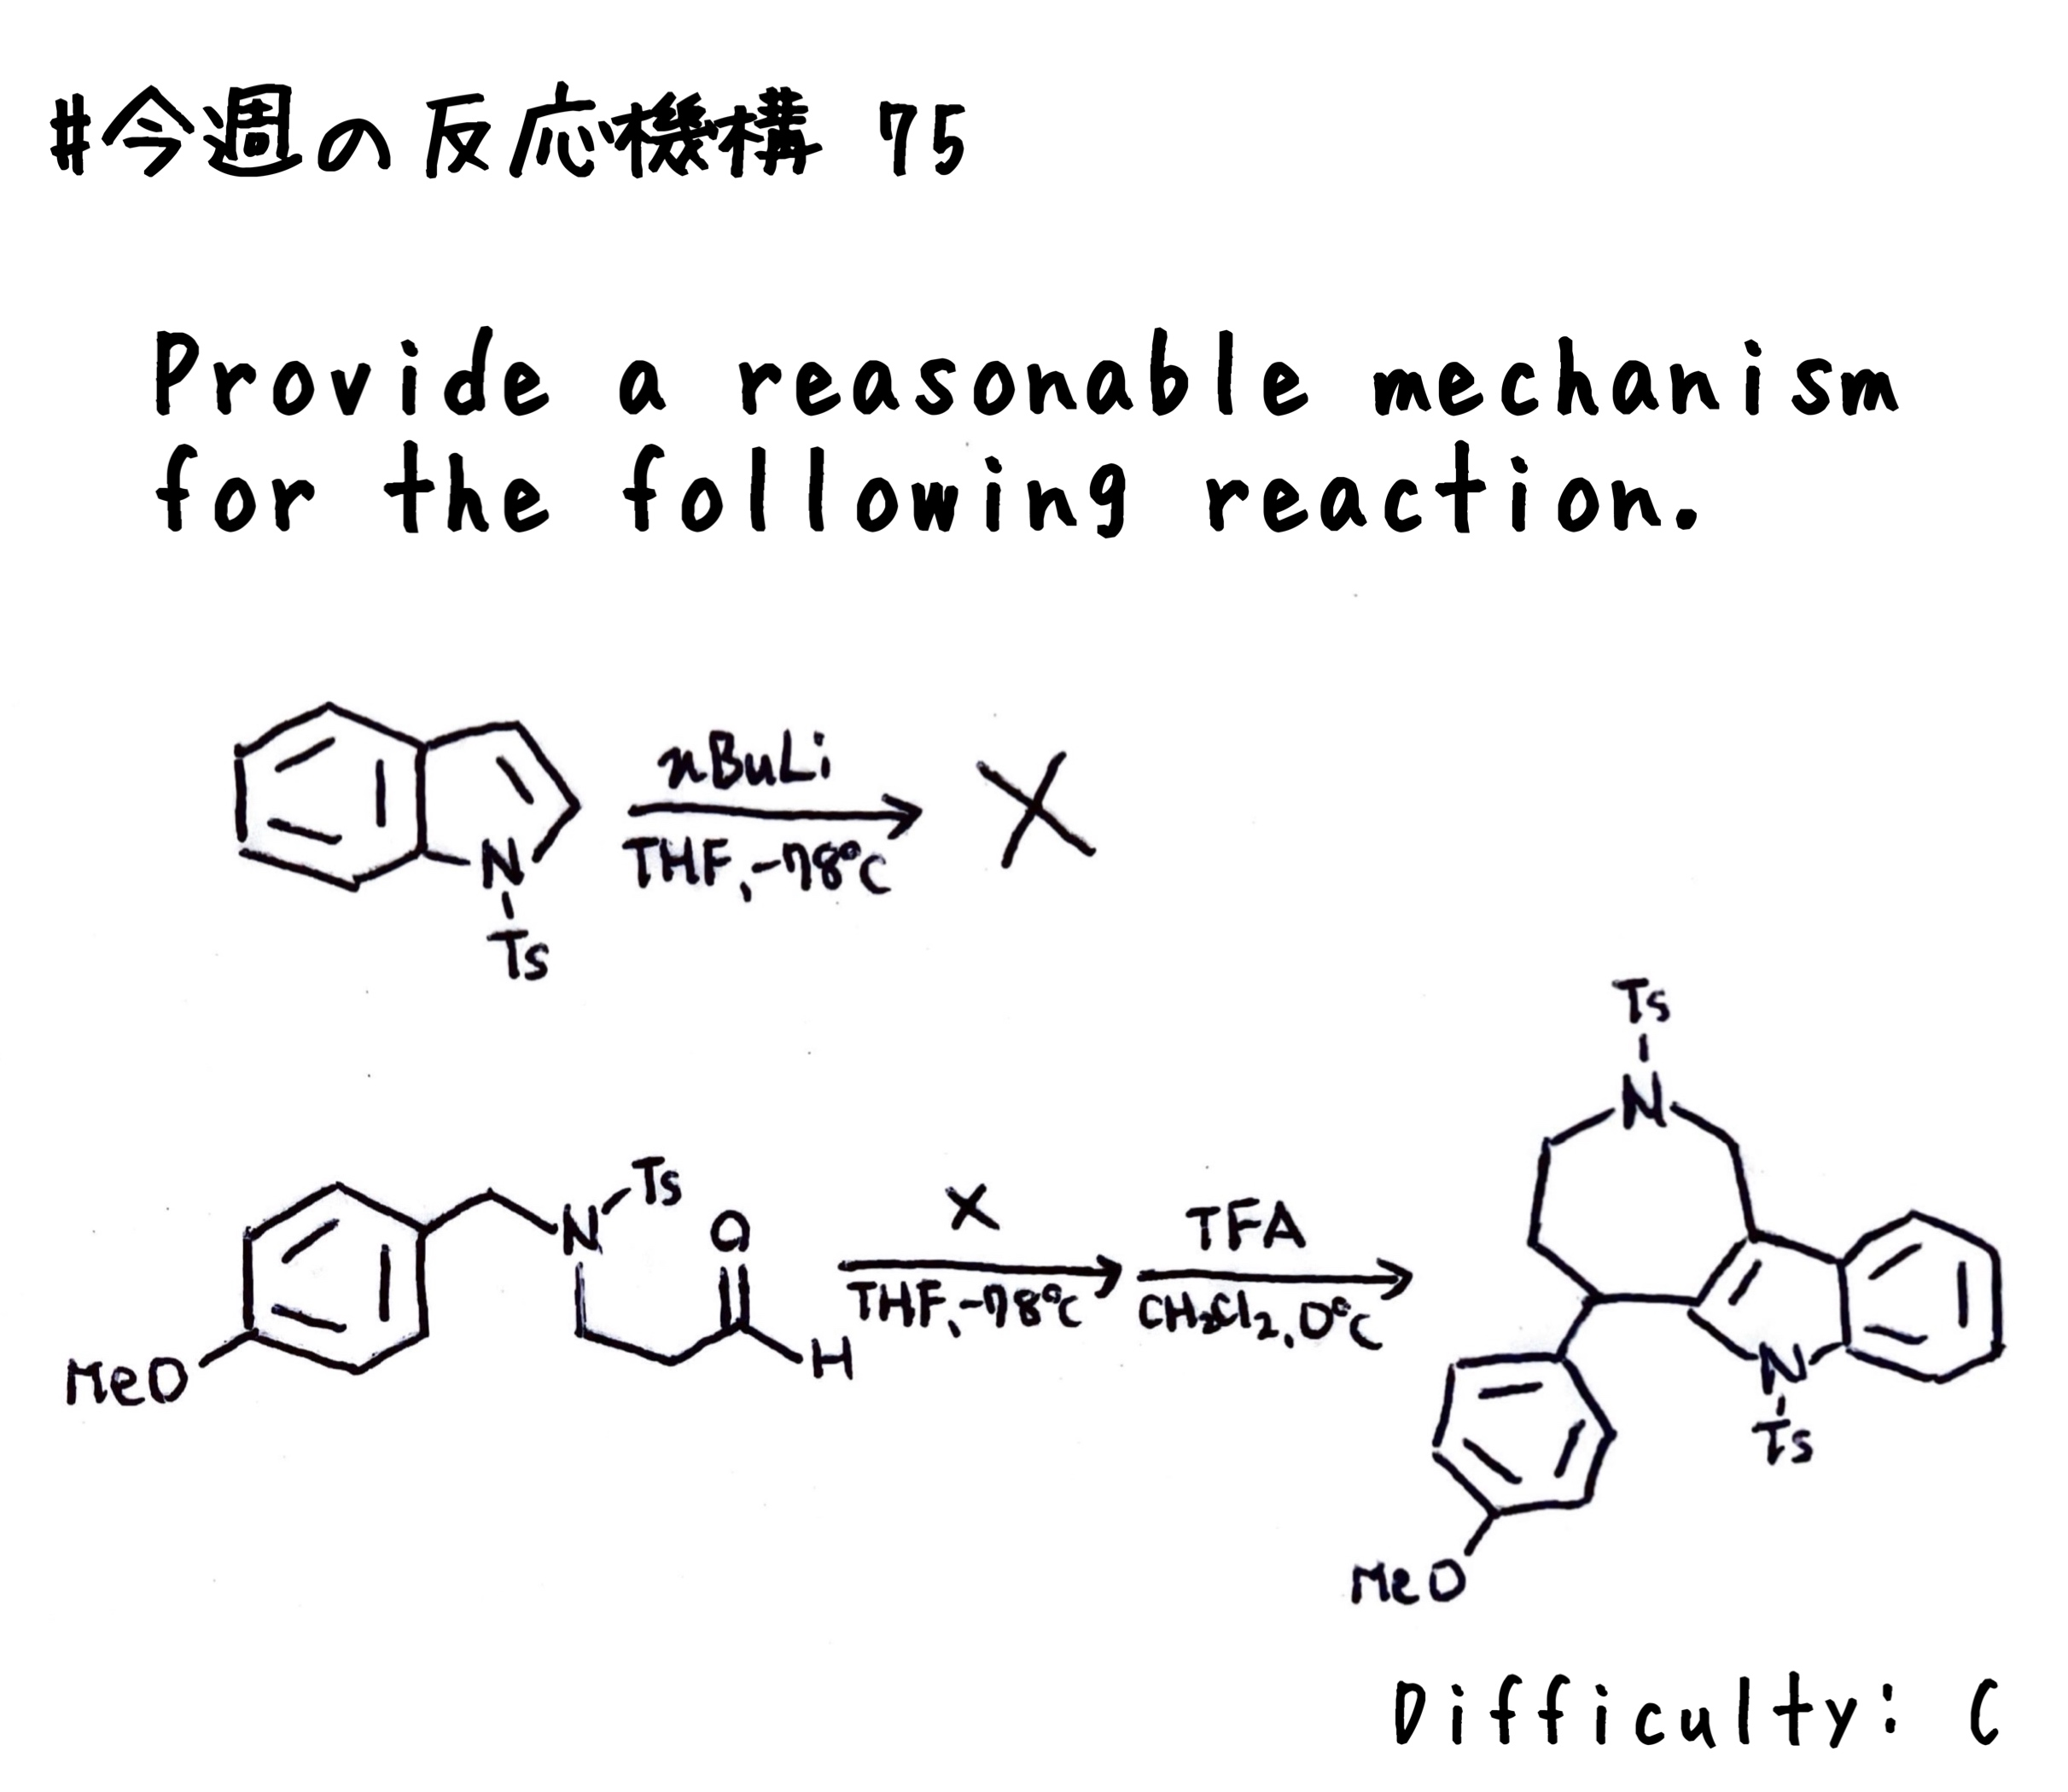 #今週の反応機構 75
Provide a reasonable mechanism
for the following reaction.
nBuLi
THF, -78°C
X
N
Ts
Ts
N
Ts
N
O
H
MeO
X
THF, -78°C
TFA
CH2Cl2, 0°C
N
Ts
MeO
Difficulty: C